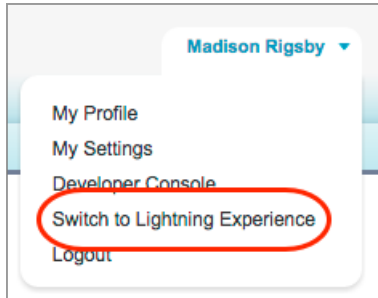 Madison Rigsby
My Profile
My Settings
Developer Console
Switch to Lightning Experience
Logout